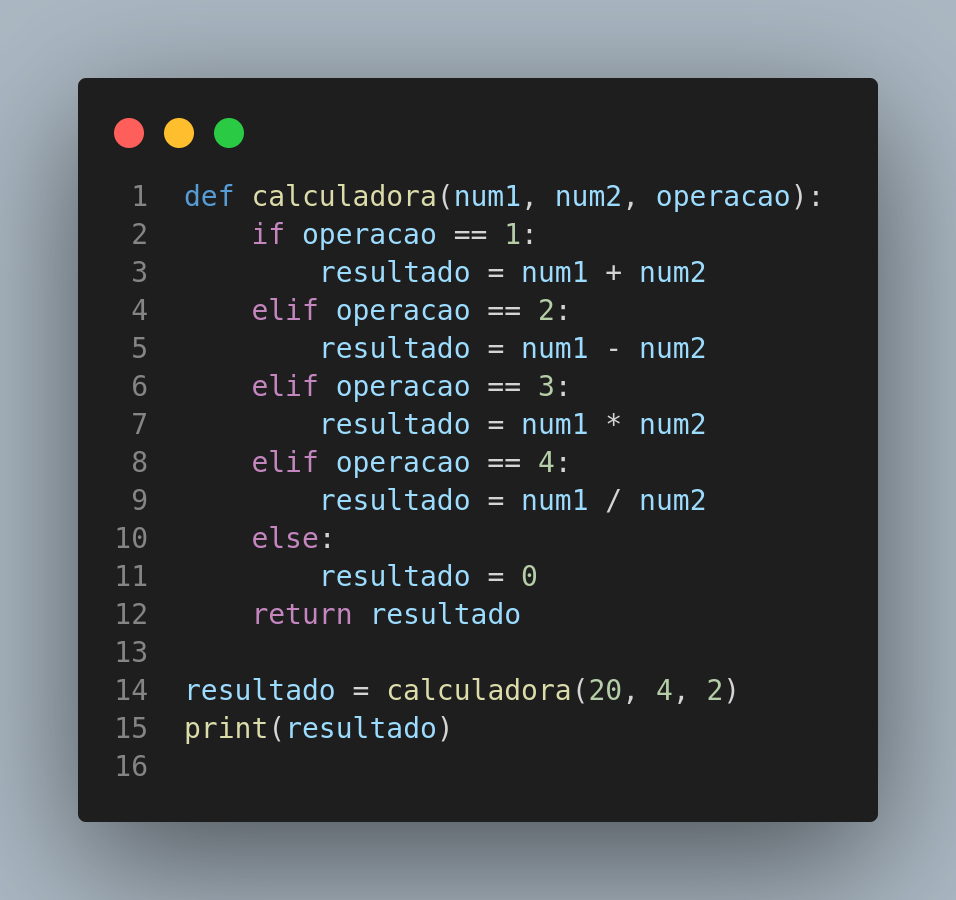 1 def calculadora(num1, num2, operacao):
2     if operacao == 1:
3         resultado = num1 + num2
4     elif operacao == 2:
5         resultado = num1 - num2
6     elif operacao == 3:
7         resultado = num1 * num2
8     elif operacao == 4:
9         resultado = num1 / num2
10     else:
11         resultado = 0
12     return resultado
13
14 resultado = calculadora(20, 4, 2)
15 print(resultado)
16